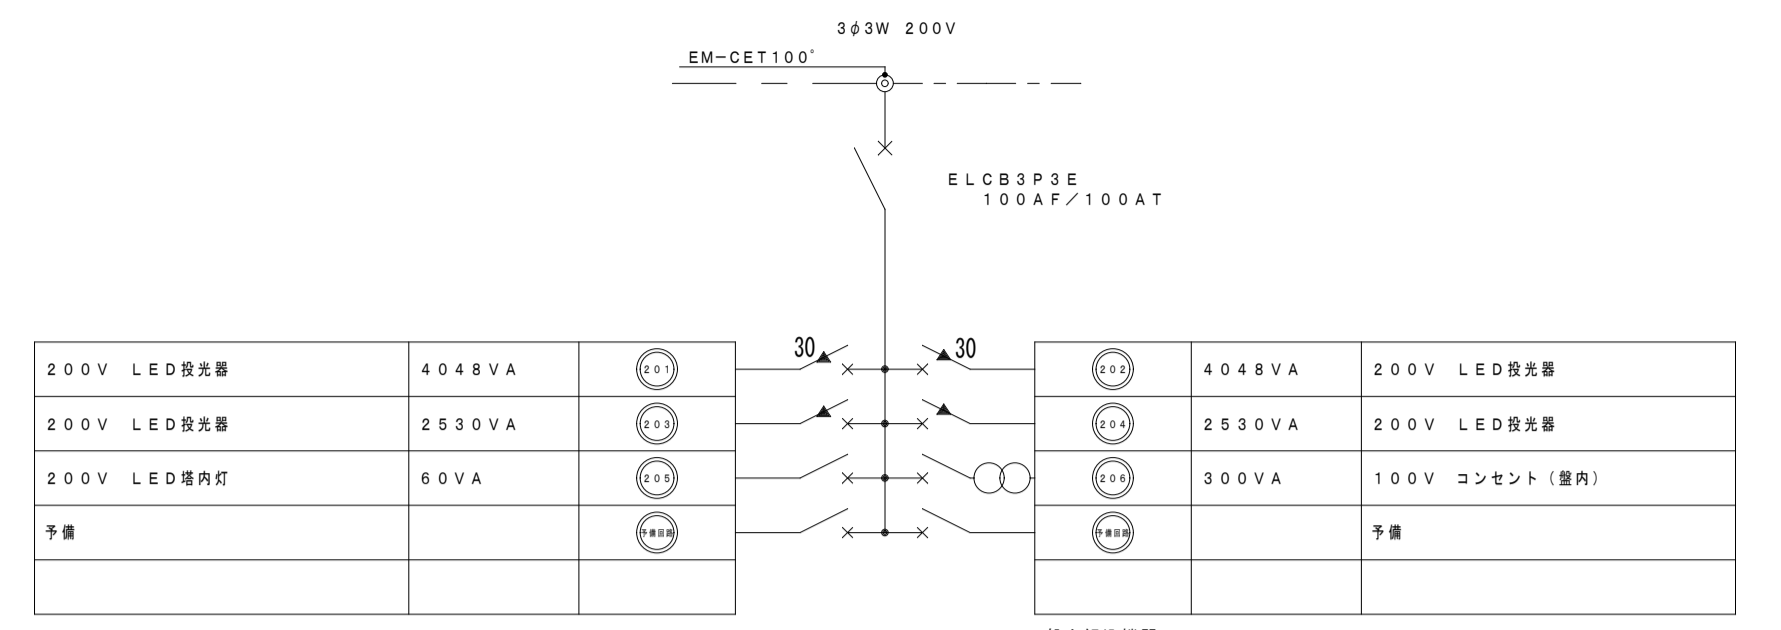 3φ3W 200V
EM-CET100°
ELCB3P3E
100AF/100AT
30
30
200V LED投光器 4048VA 201
202 4048VA 200V LED投光器
200V LED投光器 2530VA 203
204 2530VA 200V LED投光器
200V LED塔内灯 60VA 205
206 300VA 100V コンセント(盤内)
予備 予備回路
予備回路 予備